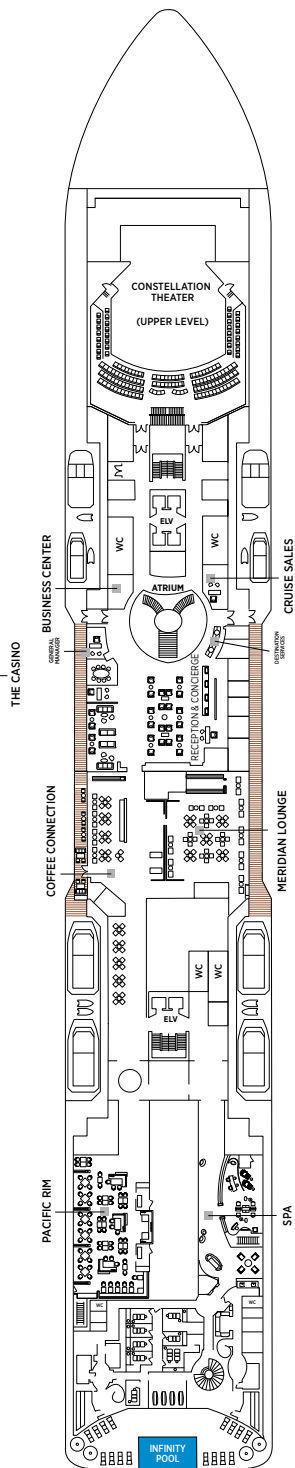 CONSTELLATION
THEATER
(UPPER LEVEL)
ELV
WC
WC
BUSINESS CENTER
CRUISE SALES
ATRIUM
GENERAL
MANAGER
DESTINATION
SERVICES
THE CASINO
RECEPTION & CONCIERGE
COFFEE CONNECTION
MERIDIAN LOUNGE
WC
WC
ELV
PACIFIC RIM
SPA
WC
WC
INFINITY
POOL